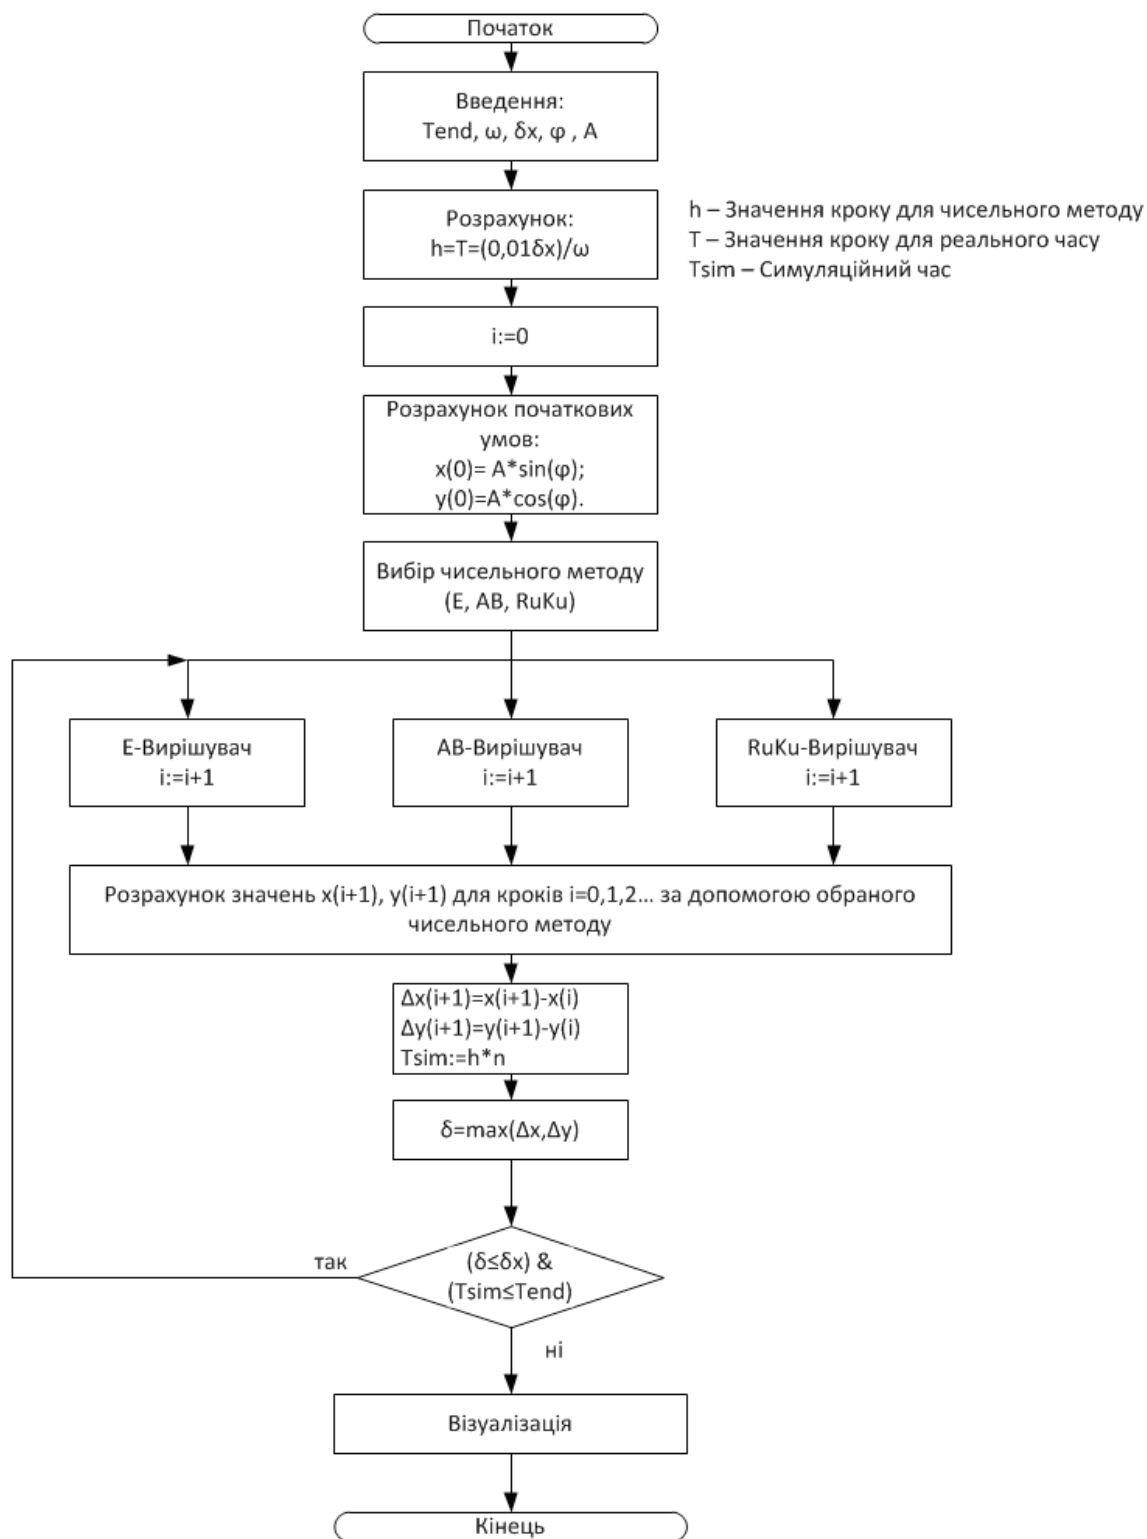 Початок
Введення:
Tend, ω, δx, φ , A
Розрахунок:
h=T=(0,01δx)/ω
h – Значення кроку для чисельного методу
T – Значення кроку для реального часу
Tsim – Симуляційний час
i:=0
Розрахунок початкових
умов:
x(0)= A*sin(φ);
y(0)=A*cos(φ).
Вибір чисельного методу
(E, AB, RuKu)
E-Вирішувач
i:=i+1
AB-Вирішувач
i:=i+1
RuKu-Вирішувач
i:=i+1
Розрахунок значень x(i+1), y(i+1) для кроків i=0,1,2... за допомогою обраного
чисельного методу
Δx(i+1)=x(i+1)-x(i)
Δy(i+1)=y(i+1)-y(i)
Tsim:=h*n
δ=max(Δx,Δy)
так
(δ≤δx) &
(Tsim≤Tend)
ні
Візуалізація
Кінець